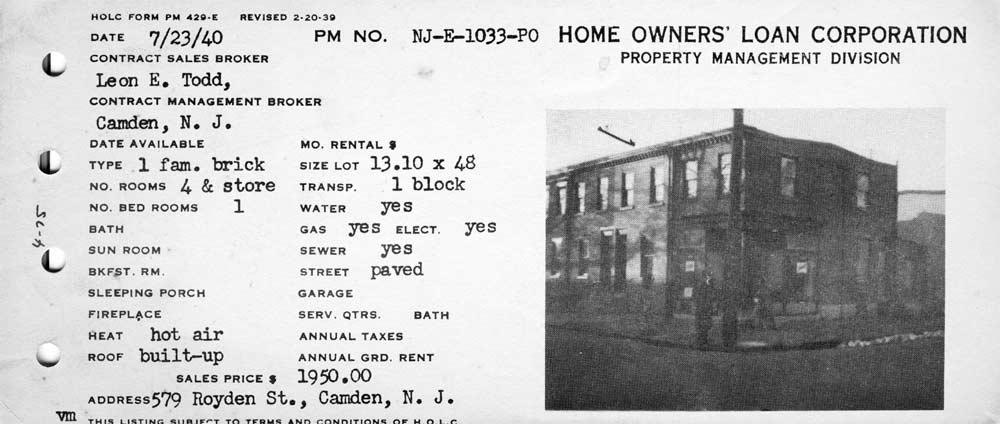 HOLC FORM PM 429-E REVISED 2-20-39
DATE 7/23/40 PM NO. NJ-E-1033-PO HOME OWNERS' LOAN CORPORATION
PROPERTY MANAGEMENT DIVISION
CONTRACT SALES BROKER
Leon E. Todd,
CONTRACT MANAGEMENT BROKER
Camden, N. J.
DATE AVAILABLE MO. RENTAL $
TYPE 1 fam. brick SIZE LOT 13.10 x 48
NO. ROOMS 4 & store TRANSP. 1 block
NO. BED ROOMS 1 WATER yes
BATH GAS yes ELECT. yes
SUN ROOM SEWER yes
BKFST. RM. STREET paved
SLEEPING PORCH GARAGE
FIREPLACE SERV. QTRS. BATH
HEAT hot air ANNUAL TAXES
ROOF built-up ANNUAL GRD. RENT
SALES PRICE $ 1950.00
ADDRESS 579 Royden St., Camden, N. J.
vm THIS LISTING SUBJECT TO TERMS AND CONDITIONS OF H.O.L.C.